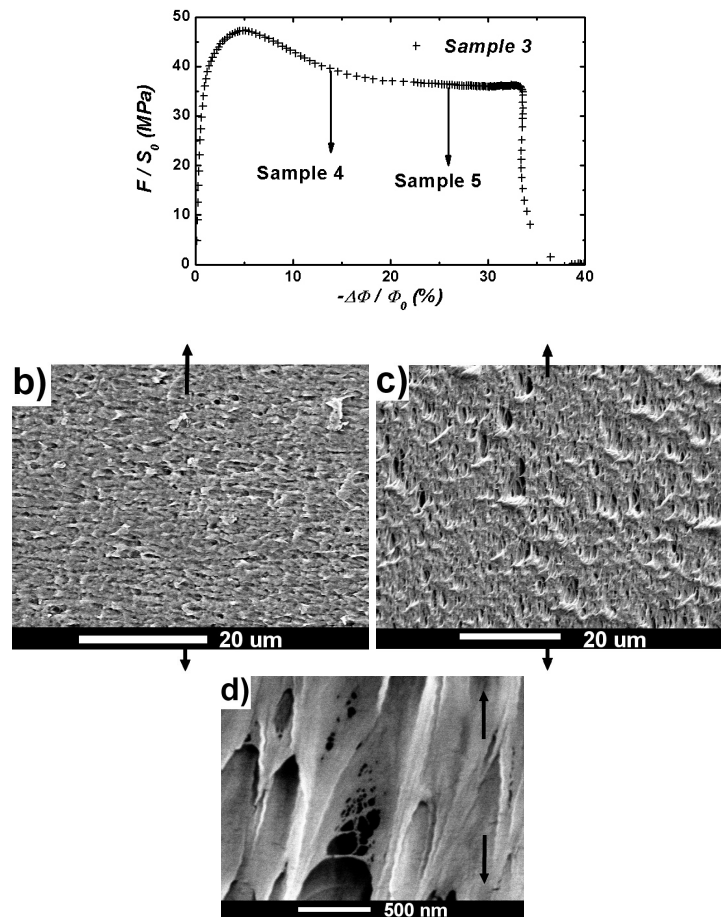 50
40
30
20
10
0
F / S₀ (MPa)
+ Sample 3
Sample 4
Sample 5
0 10 20 30 40
-ΔΦ / Φ₀ (%)
b)
20 um
c)
20 um
d)
500 nm